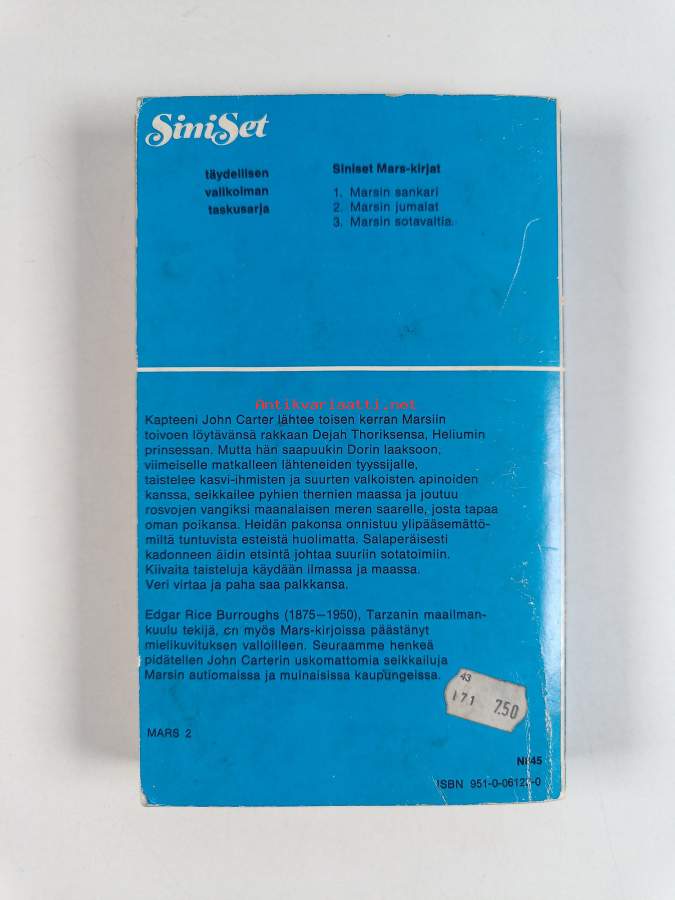 SiniSet
täydellisen
valikoiman
taskusarja
Siniset Mars-kirjat
1. Marsin sankari
2. Marsin jumalat
3. Marsin sotavaltia
Antikvariaatti.net
Kapteeni John Carter lähtee toisen kerran Marsiin
toivoen löytävänsä rakkaan Dejah Thoriksensa, Heliumin
prinsessan. Mutta hän saapuukin Dorin laaksoon,
viimeiselle matkalleen lähteneiden tyyssijalle,
taistelee kasvi-ihmisten ja suurten valkoisten apinoiden
kanssa, seikkailee pyhien thernien maassa ja joutuu
rosvojen vangiksi maanalaisen meren saarelle, josta tapaa
oman poikansa. Heidän pakonsa onnistuu ylipääsemättö-
miltä tuntuvista esteistä huolimatta. Salaperäisesti
kadonneen äidin etsintä johtaa suuriin sotatoimiin.
Kiivaita taisteluja käydään ilmassa ja maassa.
Veri virtaa ja paha saa palkkansa.
Edgar Rice Burroughs (1875—1950), Tarzanin maailman-
kuulu tekijä, on myös Mars-kirjoissa päästänyt
mielikuvituksen valloilleen. Seuraamme henkeä
pidätellen John Carterin uskomattomia seikkailuja
Marsin autiomaissa ja muinaisissa kaupungeissa.
43
171 7.50
MARS 2
ISBN 951-0-0612